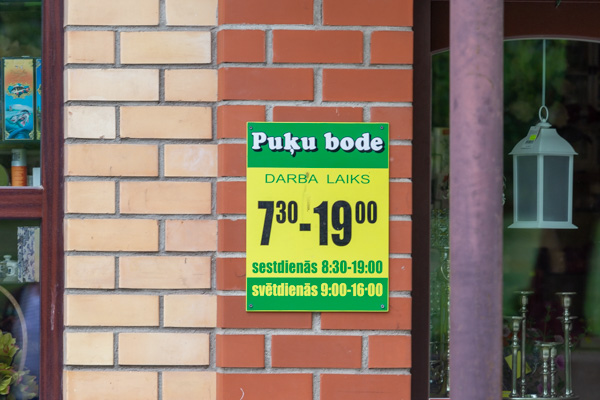 Puķu bode
DARBA LAIKS
7³⁰-19⁰⁰
sestdienās 8:30-19:00
svētdienās 9:00-16:00